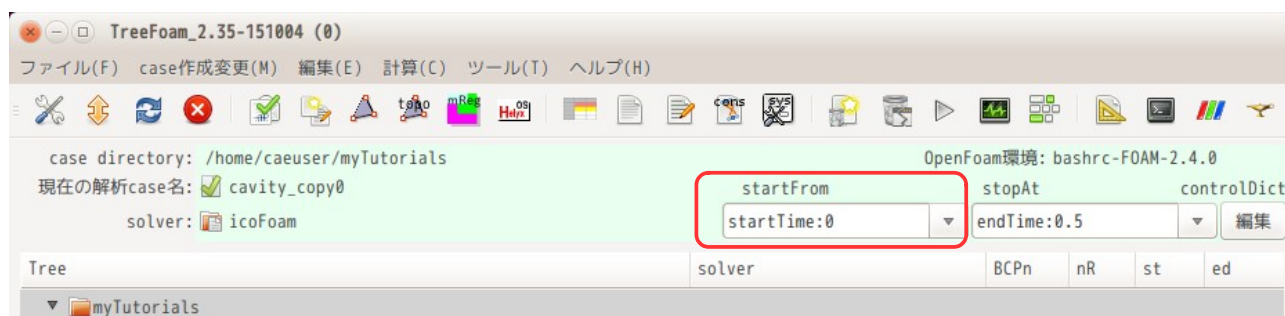 TreeFoam_2.35-151004 (0)
ファイル(F) case作成変更(M) 編集(E) 計算(C) ツール(T) ヘルプ(H)
topo mReg Helyx OS cons sys
case directory: /home/caeuser/myTutorials OpenFoam環境: bashrc-FOAM-2.4.0
現在の解析case名: cavity_copy0 startFrom stopAt controlDict
solver: icoFoam startTime:0 endTime:0.5 編集
Tree solver BCPn nR st ed
myTutorials